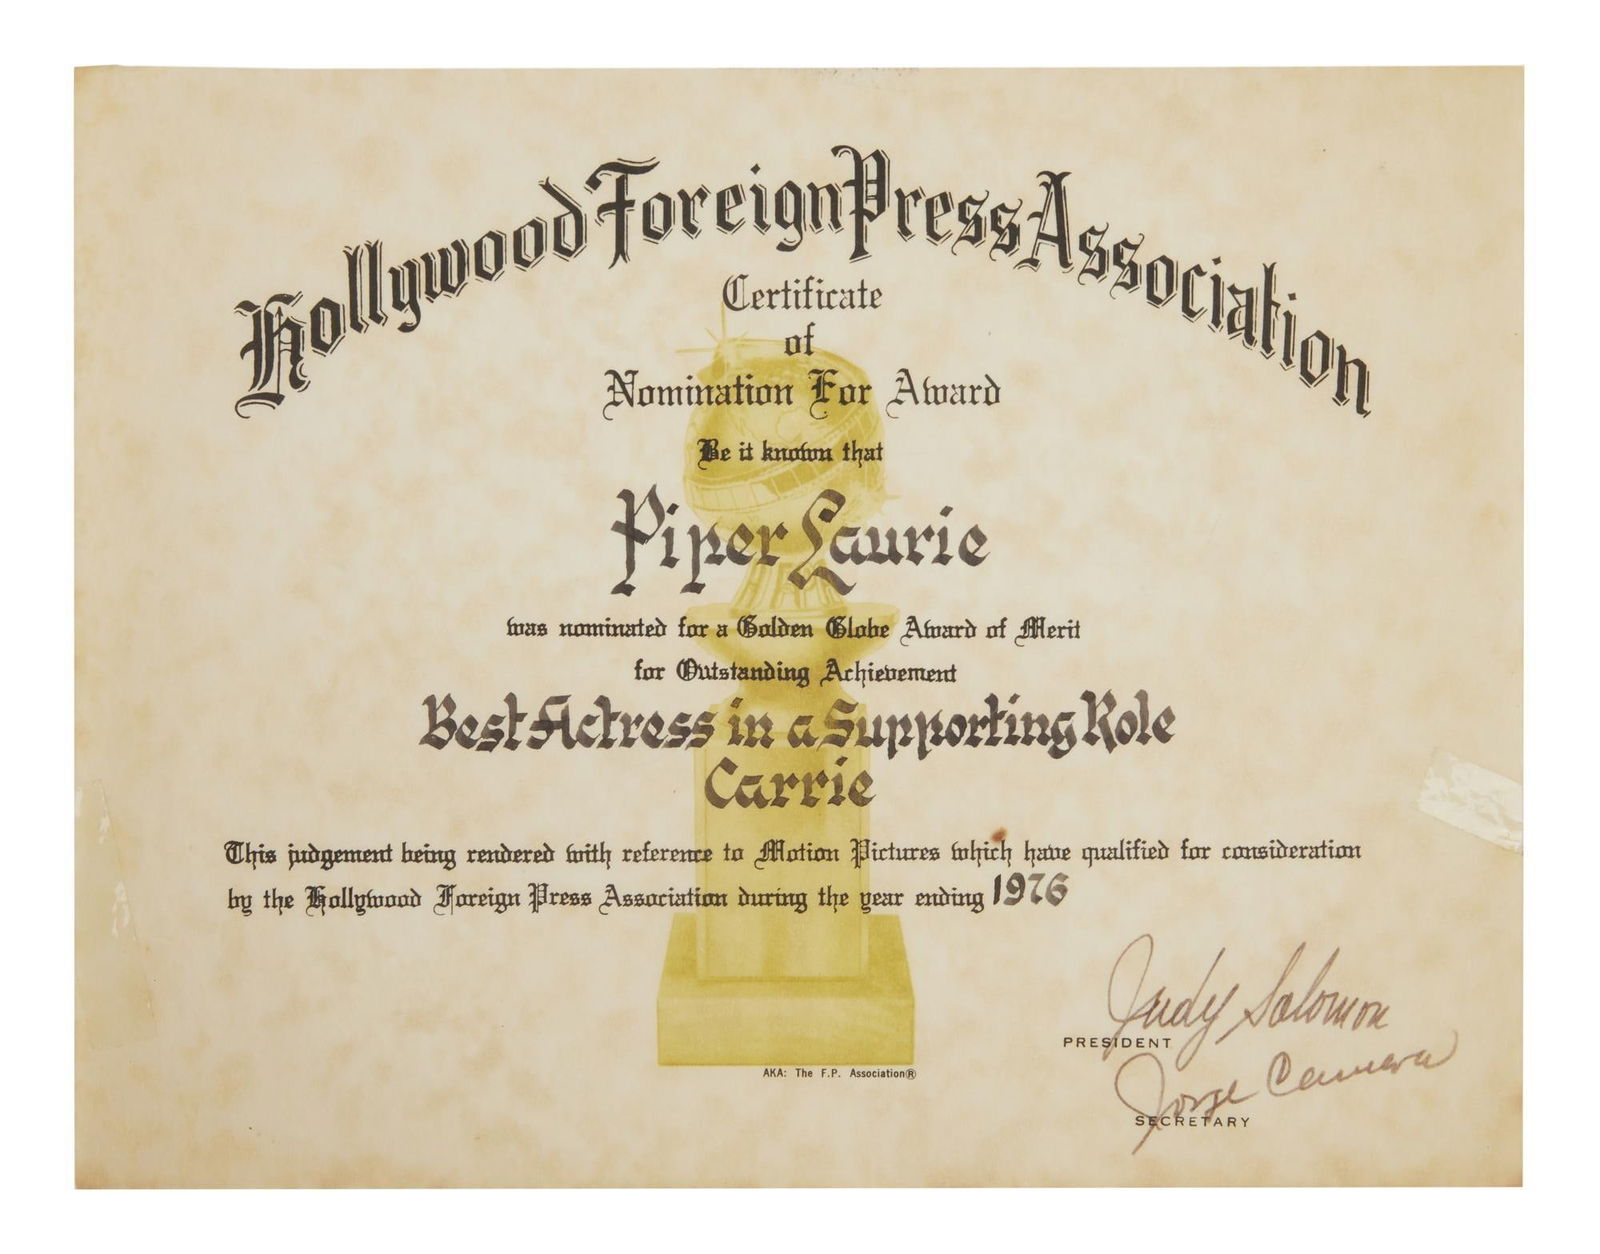 Hollywood Foreign Press Association
Certificate
of
Nomination For Award
Be it known that
Piper Laurie
was nominated for a Golden Globe Award of Merit
for Outstanding Achievement
Best Actress in a Supporting Role
Carrie
This judgement being rendered with reference to Motion Pictures which have qualified for consideration
by the Hollywood Foreign Press Association during the year ending 1976
Judy Solomon
PRESIDENT
AKA: The F.P. Association®
Jorge Camara
SECRETARY